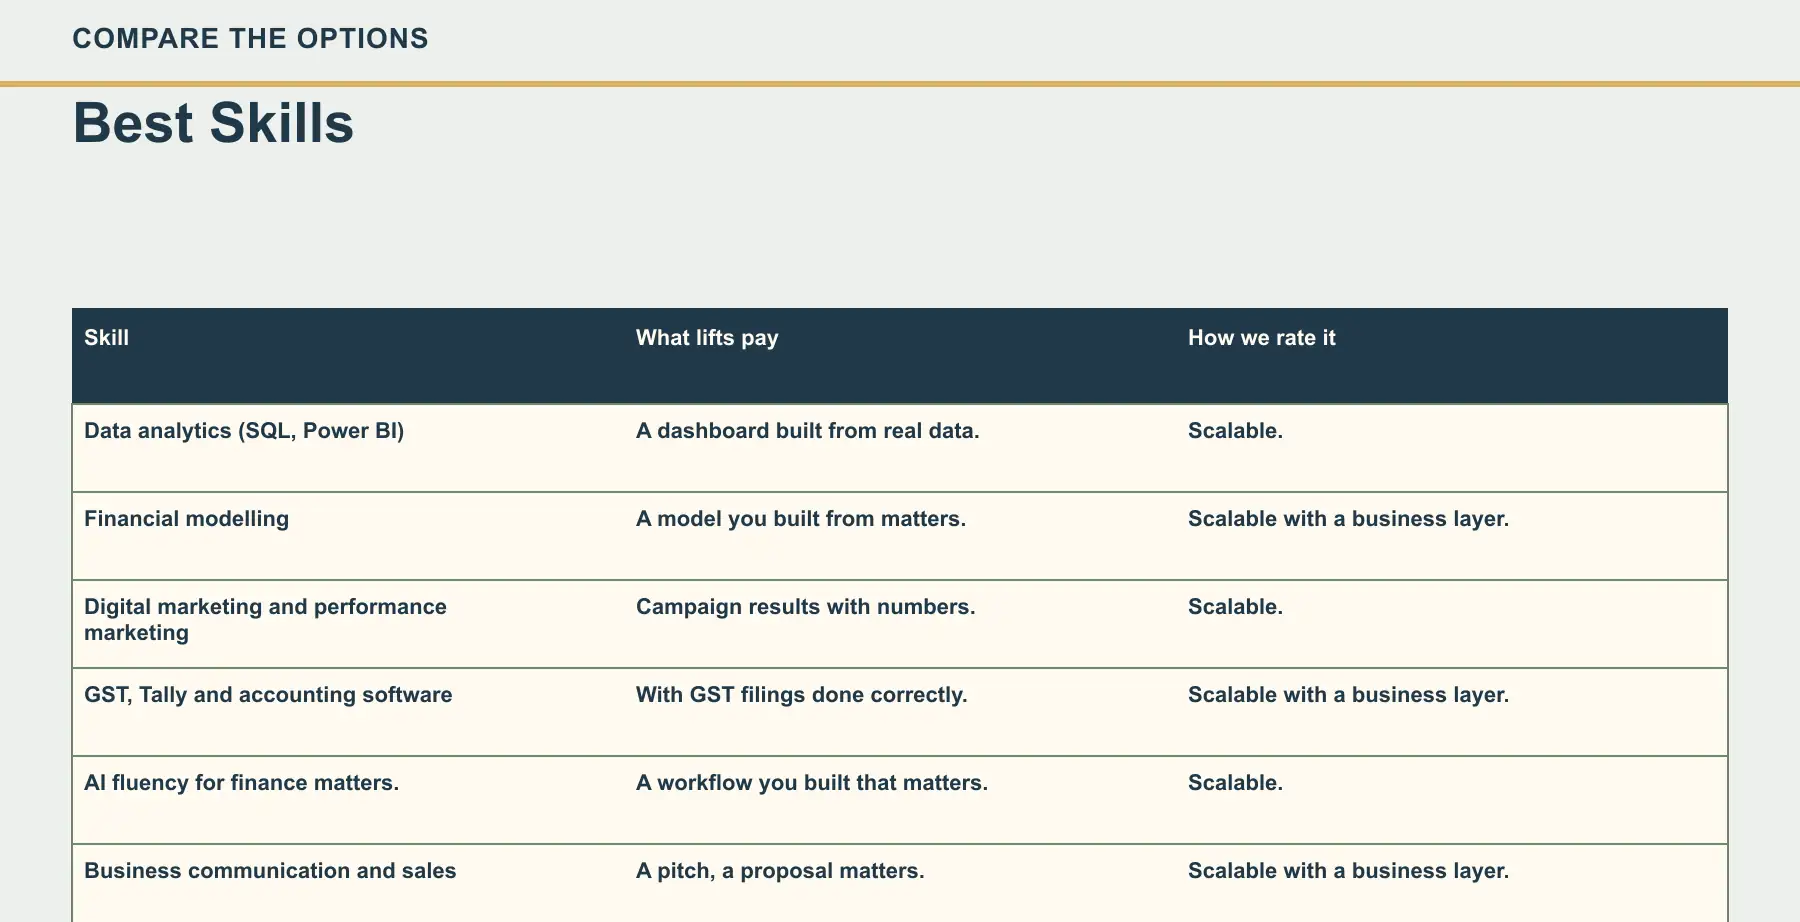 COMPARE THE OPTIONS
Best Skills
Skill What lifts pay How we rate it
Data analytics (SQL, Power BI) A dashboard built from real data. Scalable.
Financial modelling A model you built from matters. Scalable with a business layer.
Digital marketing and performance Campaign results with numbers. Scalable.
marketing
GST, Tally and accounting software With GST filings done correctly. Scalable with a business layer.
AI fluency for finance matters. A workflow you built that matters. Scalable.
Business communication and sales A pitch, a proposal matters. Scalable with a business layer.